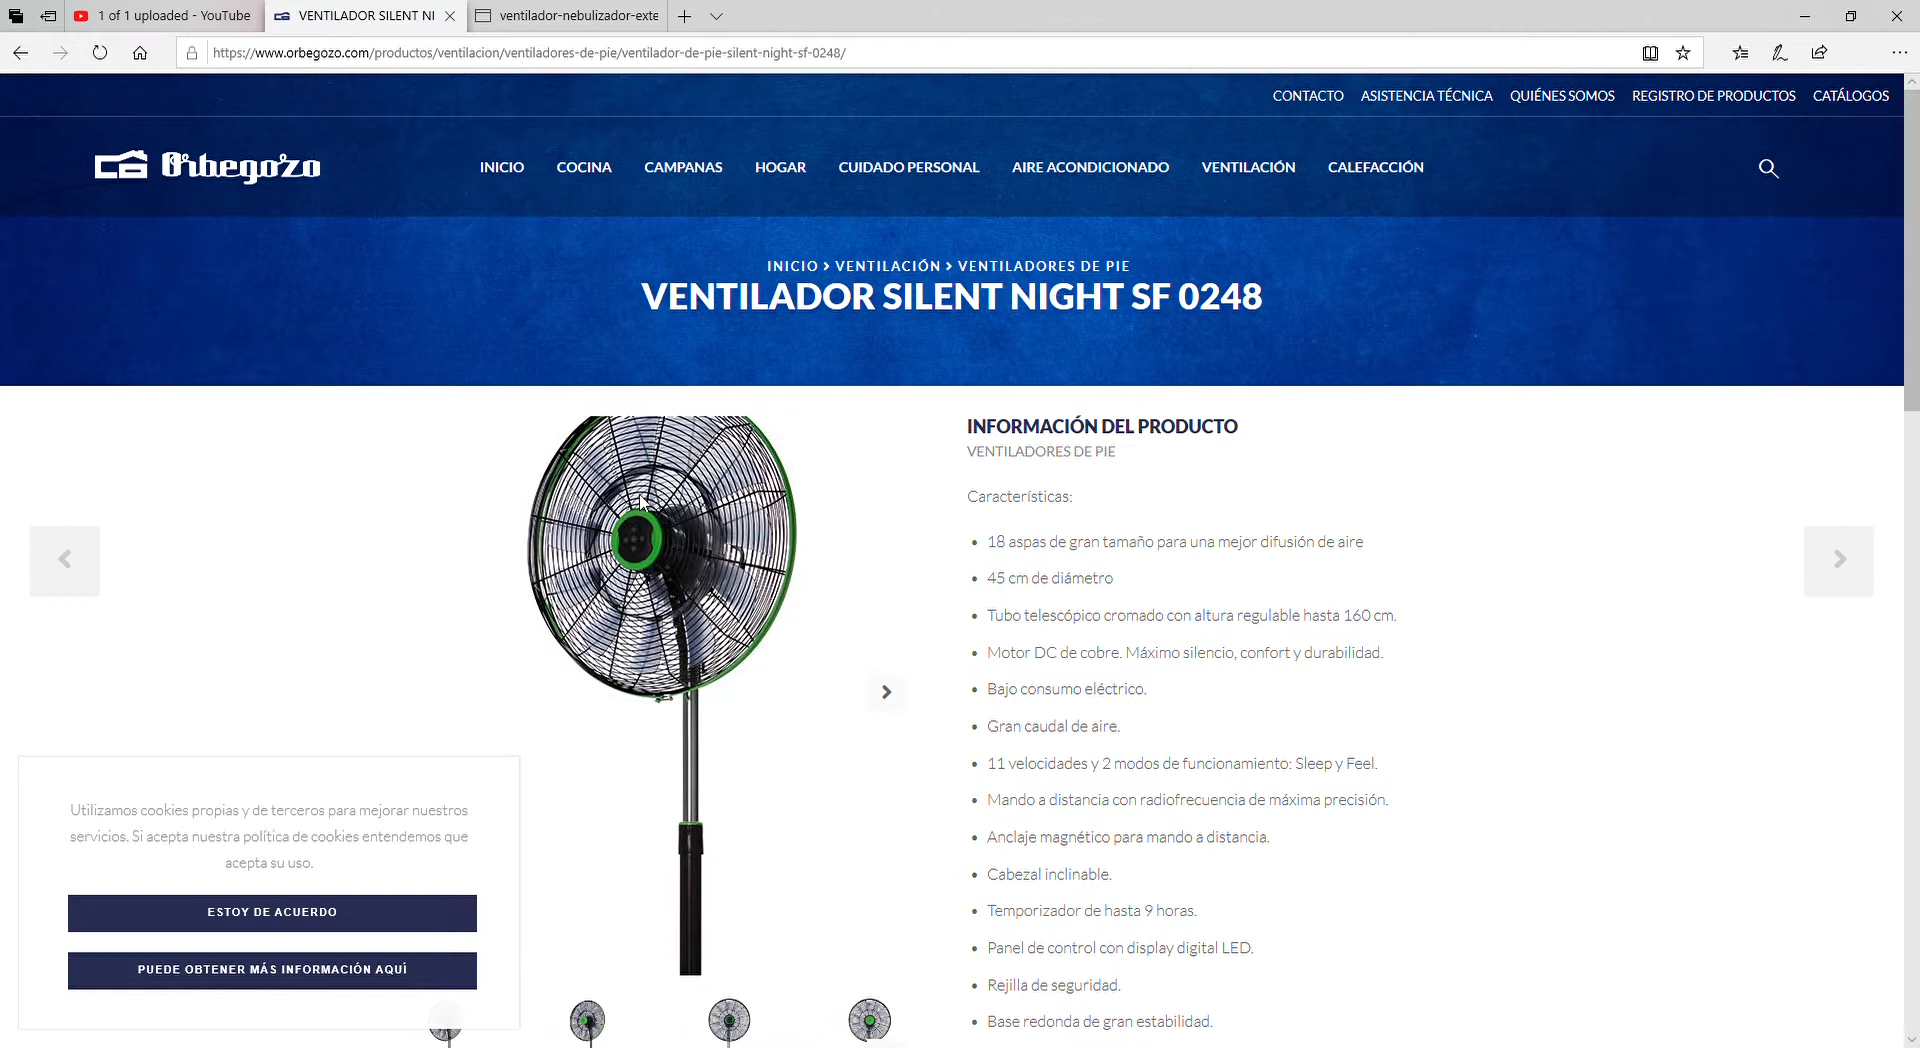 1 of 1 uploaded - YouTube
VENTILADOR SILENT NI
ventilador-nebulizador-exte
https://www.orbegozo.com/productos/ventilacion/ventiladores-de-pie/ventilador-de-pie-silent-night-sf-0248/
CONTACTO ASISTENCIA TÉCNICA QUIÉNES SOMOS REGISTRO DE PRODUCTOS CATÁLOGOS
Orbegozo
INICIO COCINA CAMPANAS HOGAR CUIDADO PERSONAL AIRE ACONDICIONADO VENTILACIÓN CALEFACCIÓN
INICIO > VENTILACIÓN > VENTILADORES DE PIE
VENTILADOR SILENT NIGHT SF 0248
INFORMACIÓN DEL PRODUCTO
VENTILADORES DE PIE
Características:
• 18 aspas de gran tamaño para una mejor difusión de aire
• 45 cm de diámetro
• Tubo telescópico cromado con altura regulable hasta 160 cm.
• Motor DC de cobre. Máximo silencio, confort y durabilidad.
• Bajo consumo eléctrico.
• Gran caudal de aire.
• 11 velocidades y 2 modos de funcionamiento: Sleep y Feel.
• Mando a distancia con radiofrecuencia de máxima precisión.
• Anclaje magnético para mando a distancia.
• Cabezal inclinable.
• Temporizador de hasta 9 horas.
• Panel de control con display digital LED.
• Rejilla de seguridad.
• Base redonda de gran estabilidad.
Utilizamos cookies propias y de terceros para mejorar nuestros
servicios. Si acepta nuestra política de cookies entendemos que
acepta su uso.
ESTOY DE ACUERDO
PUEDE OBTENER MÁS INFORMACIÓN AQUÍ